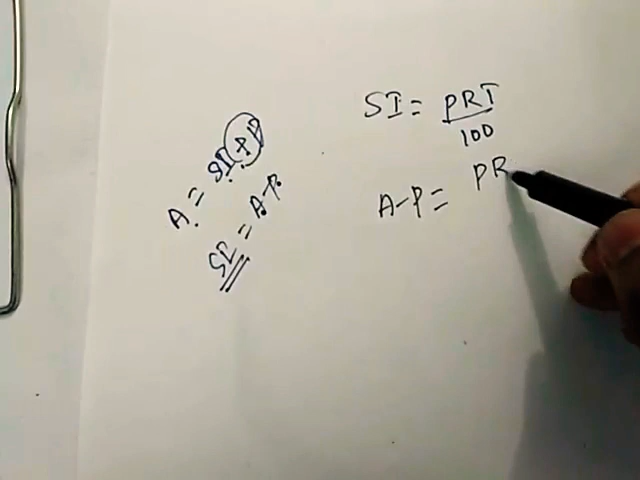 A = SI + P
SI = A-P
SI = PRT
100
A-P = PR